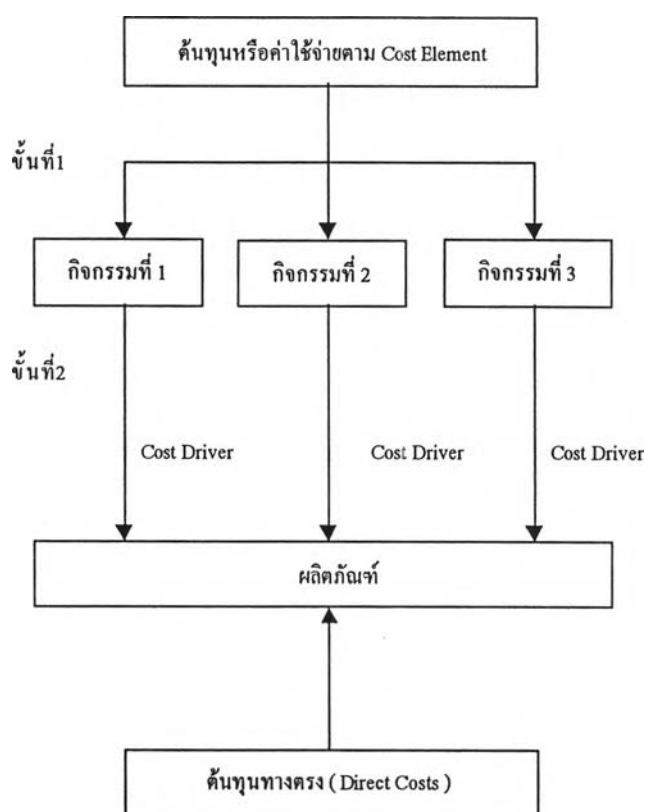 ต้นทุนหรือค่าใช้จ่ายตาม Cost Element
ขั้นที่1
กิจกรรมที่ 1
กิจกรรมที่ 2
กิจกรรมที่ 3
ขั้นที่2
Cost Driver
Cost Driver
Cost Driver
ผลิตภัณฑ์
ต้นทุนทางตรง ( Direct Costs )